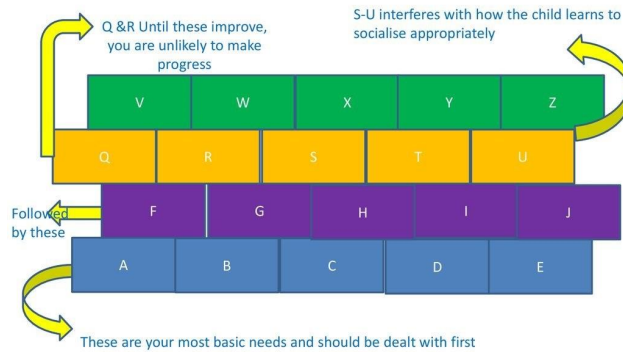 Q &R Until these improve,
you are unlikely to make
progress
S-U interferes with how the child learns to
socialise appropriately
V W X Y Z
Q R S T U
Followed
by these
F G H I J
A B C D E
These are your most basic needs and should be dealt with first